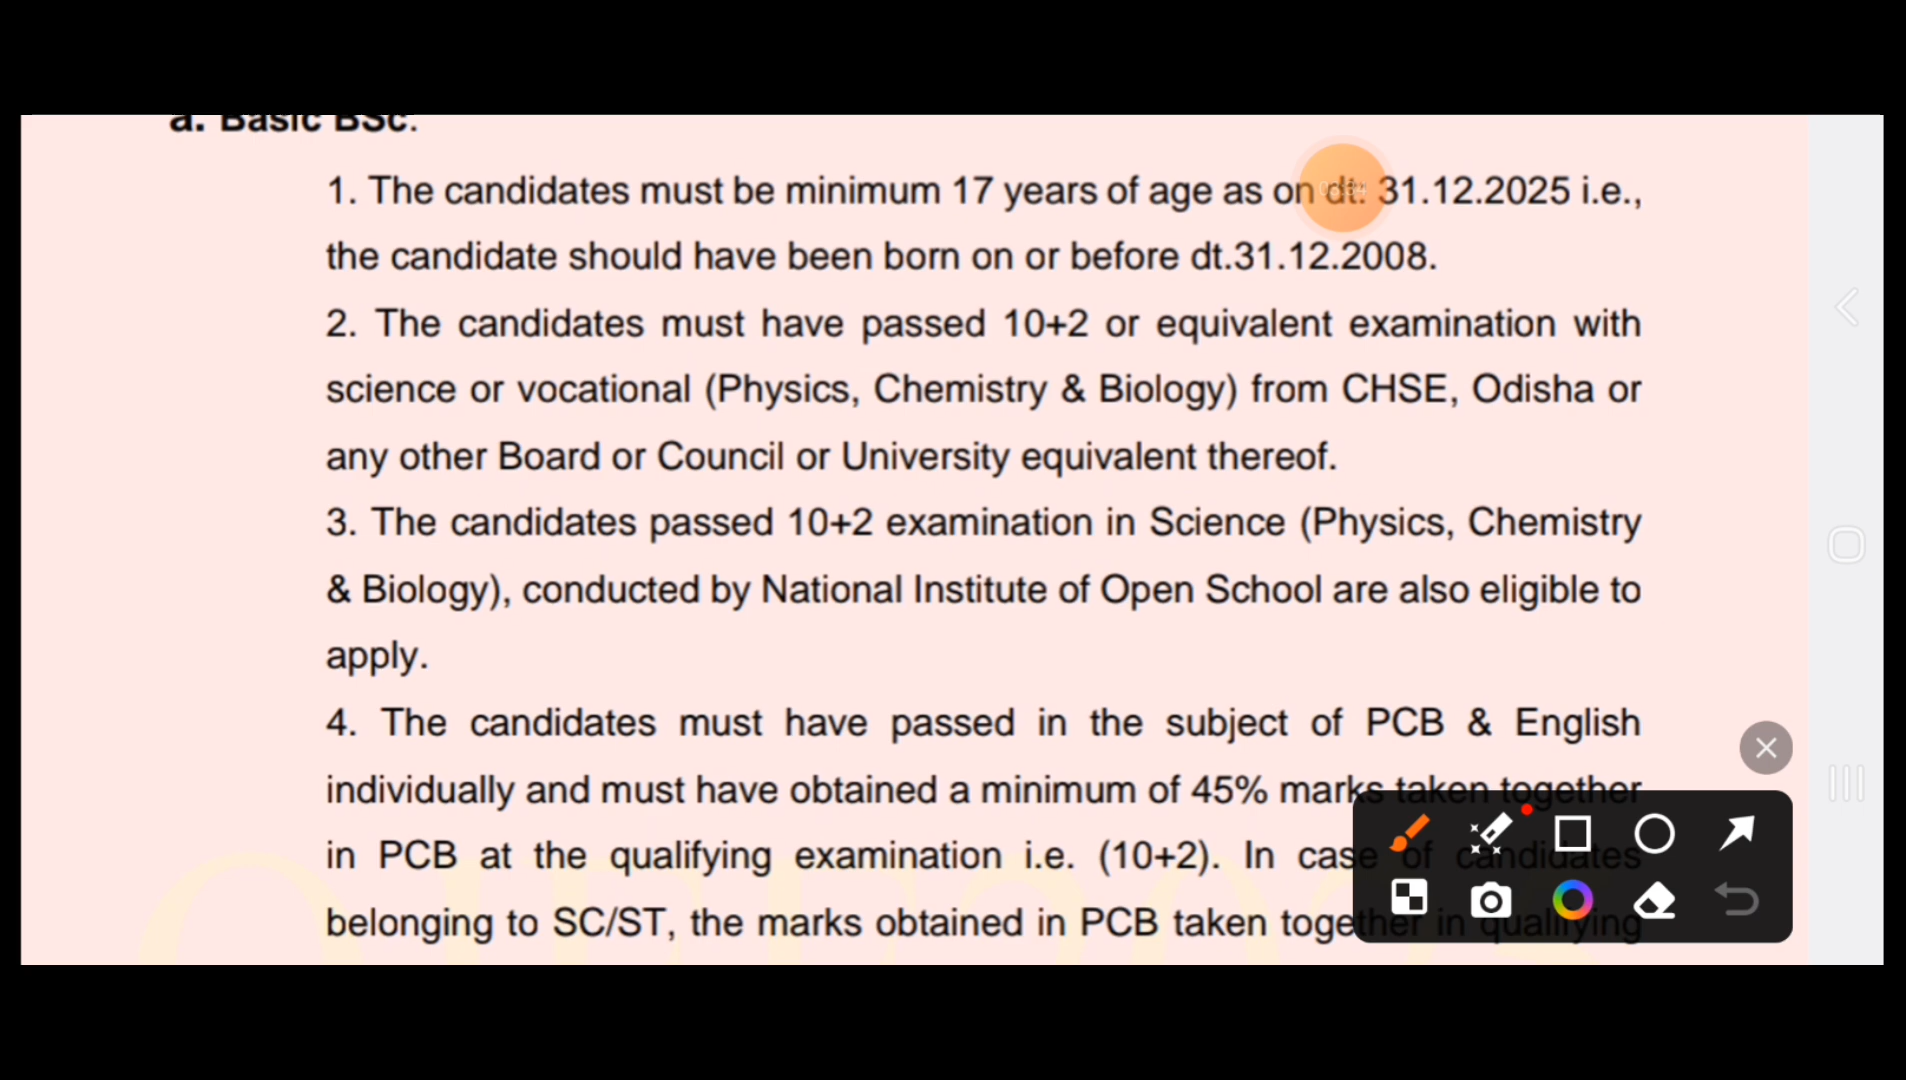 a. Basic BSc.
1. The candidates must be minimum 17 years of age as on dt. 31.12.2025 i.e.,
the candidate should have been born on or before dt.31.12.2008.
2. The candidates must have passed 10+2 or equivalent examination with
science or vocational (Physics, Chemistry & Biology) from CHSE, Odisha or
any other Board or Council or University equivalent thereof.
3. The candidates passed 10+2 examination in Science (Physics, Chemistry
& Biology), conducted by National Institute of Open School are also eligible to
apply.
4. The candidates must have passed in the subject of PCB & English
individually and must have obtained a minimum of 45% marks taken together
in PCB at the qualifying examination i.e. (10+2). In case of candidates
belonging to SC/ST, the marks obtained in PCB taken together in qualifying